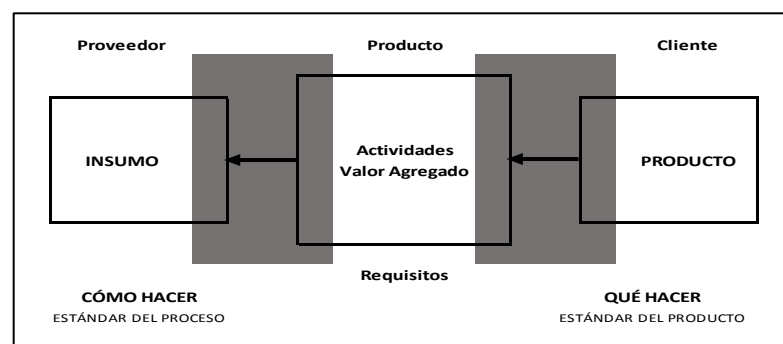 Proveedor
Producto
Cliente
INSUMO
Actividades
Valor Agregado
PRODUCTO
Requisitos
CÓMO HACER
ESTÁNDAR DEL PROCESO
QUÉ HACER
ESTÁNDAR DEL PRODUCTO